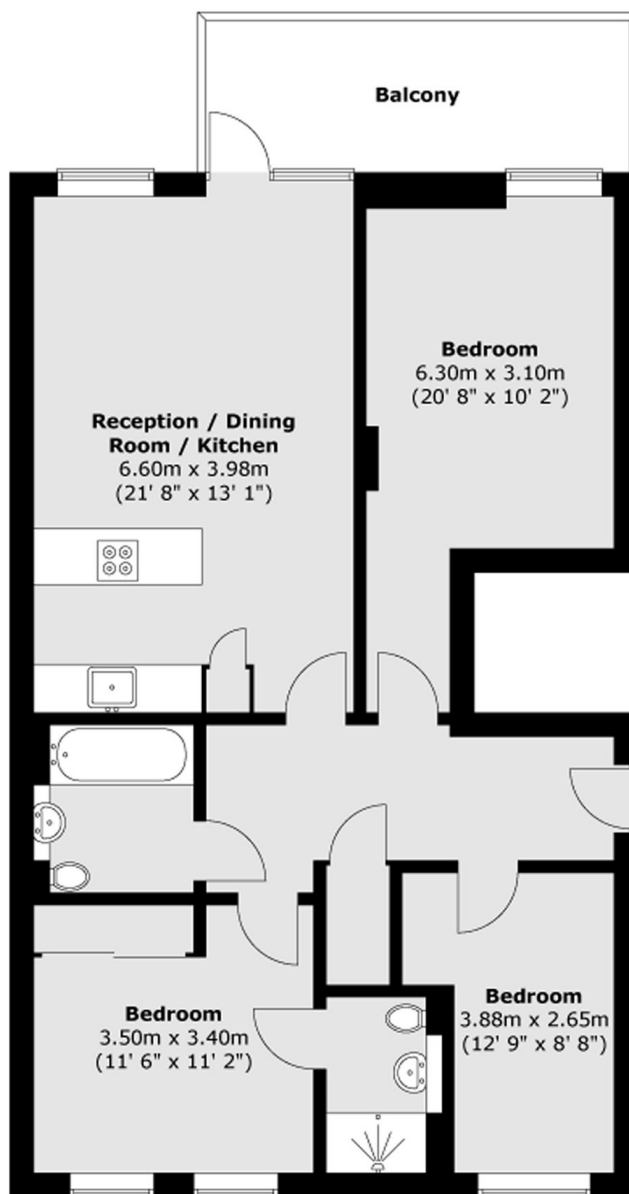 Balcony
Bedroom
6.30m x 3.10m
(20' 8" x 10' 2")
Reception / Dining
Room / Kitchen
6.60m x 3.98m
(21' 8" x 13' 1")
Bedroom
3.50m x 3.40m
(11' 6" x 11' 2")
Bedroom
3.88m x 2.65m
(12' 9" x 8' 8")